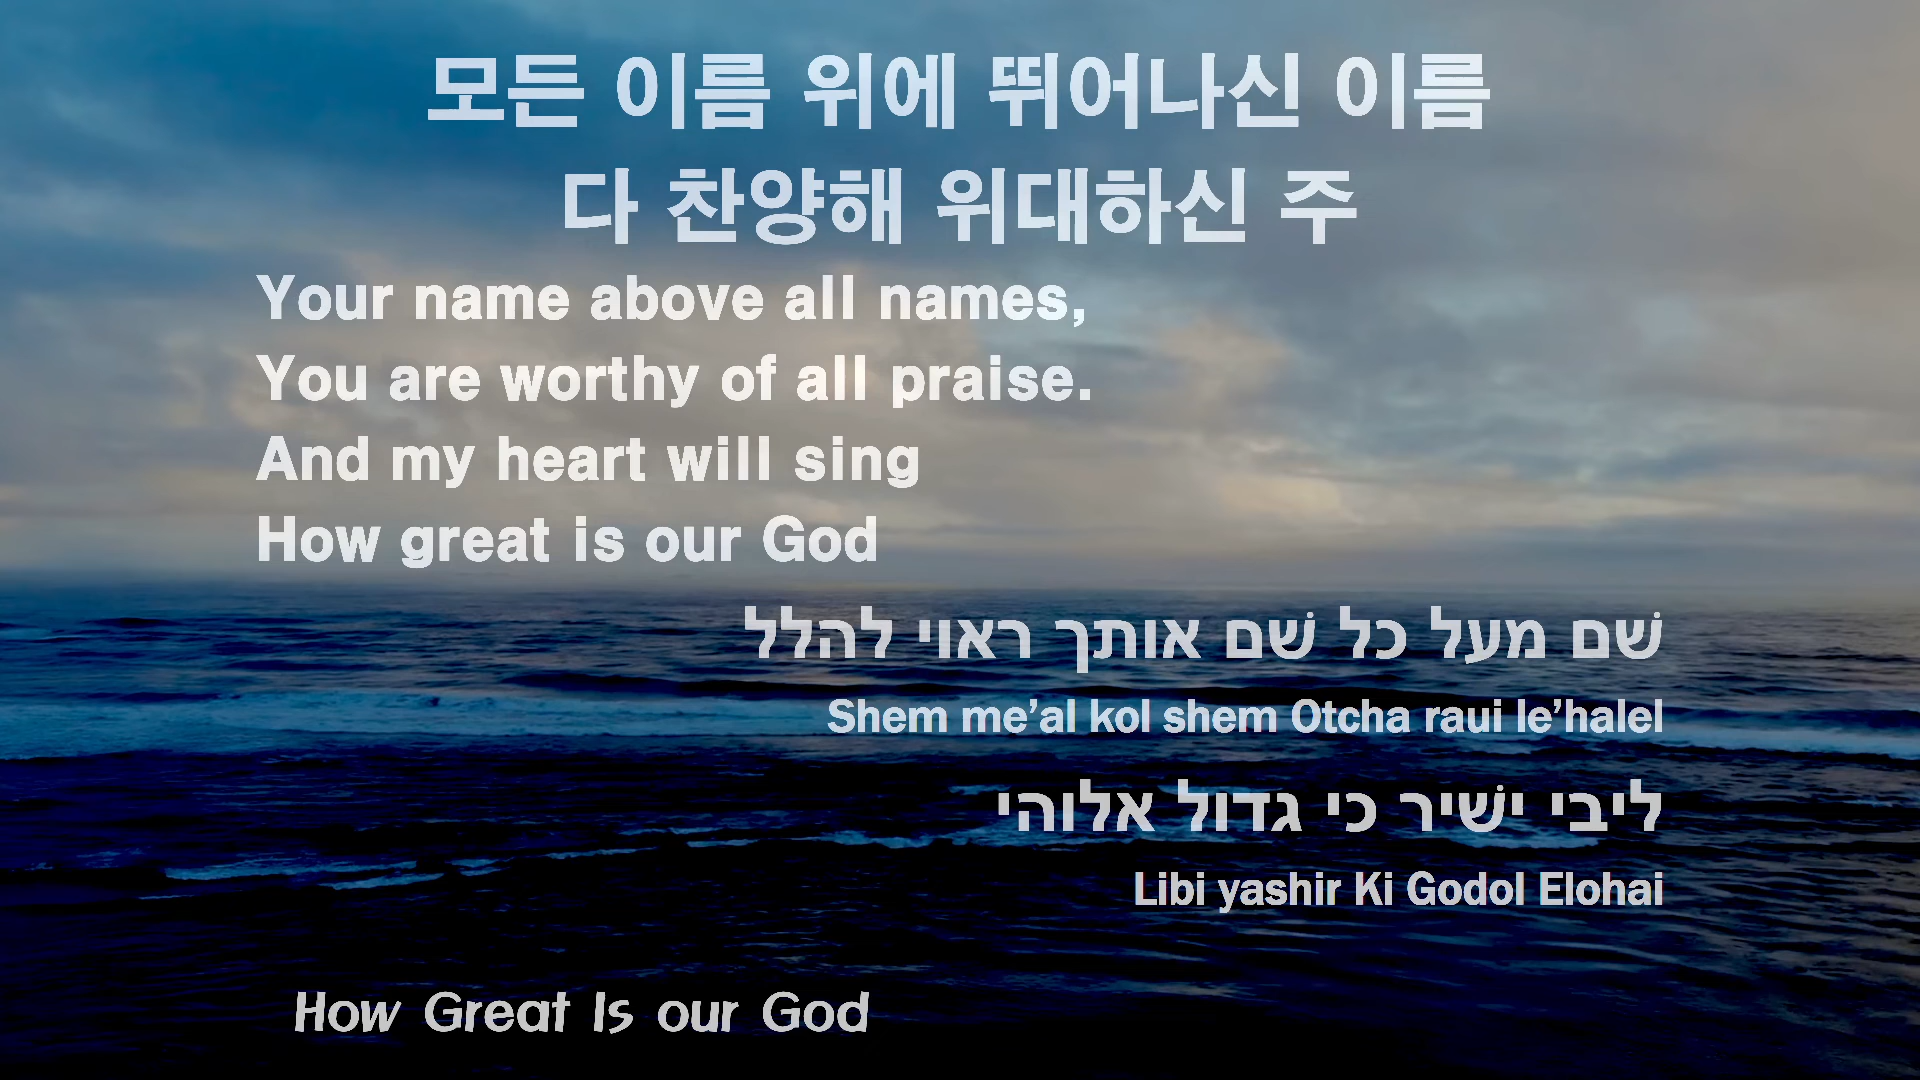 모든 이름 위에 뛰어나신 이름
다 찬양해 위대하신 주
Your name above all names,
You are worthy of all praise.
And my heart will sing
How great is our God
שׁם מעל כל שׁם אותך ראוי להלל
Shem me’al kol shem Otcha raui le’halel
ליבי ישׁיר כי גדול אלוהי
Libi yashir Ki Godol Elohai
How Great Is our God